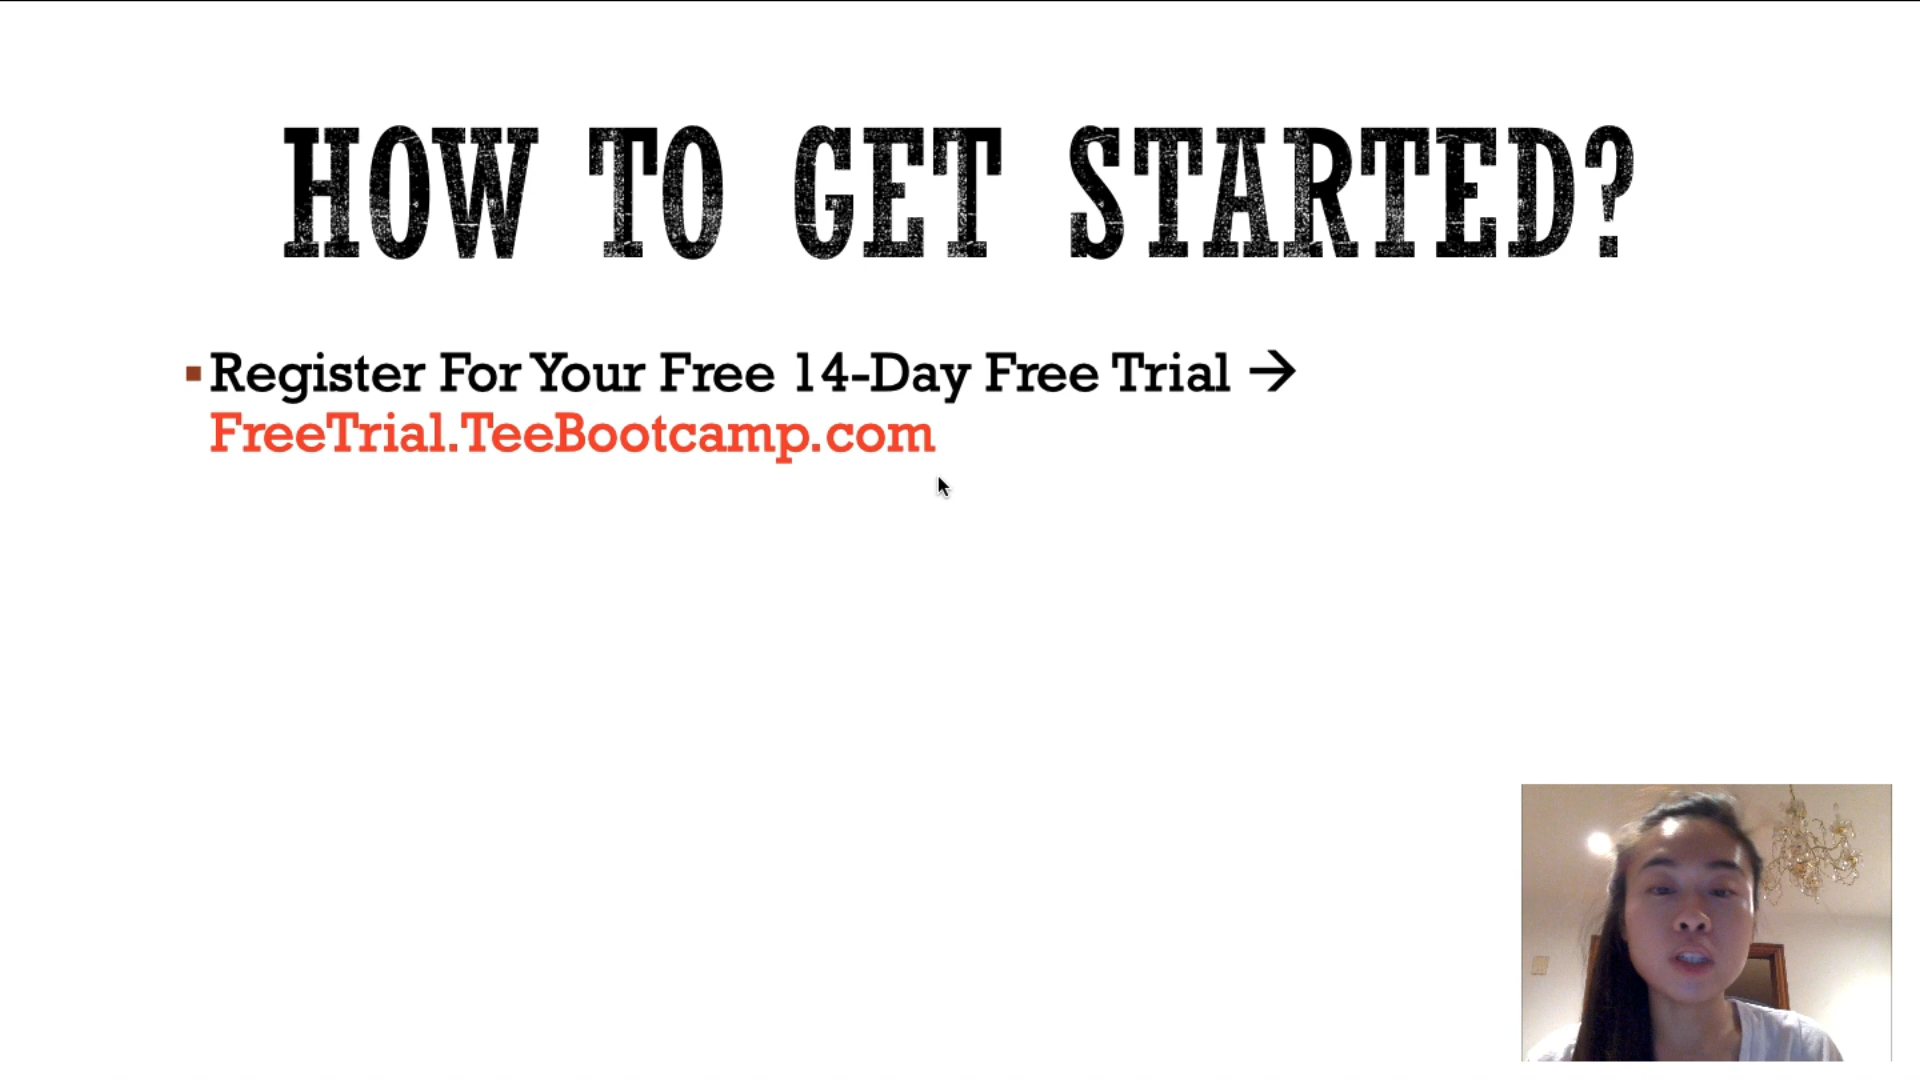 HOW TO GET STARTED?
▪ Register For Your Free 14-Day Free Trial →
FreeTrial.TeeBootcamp.com